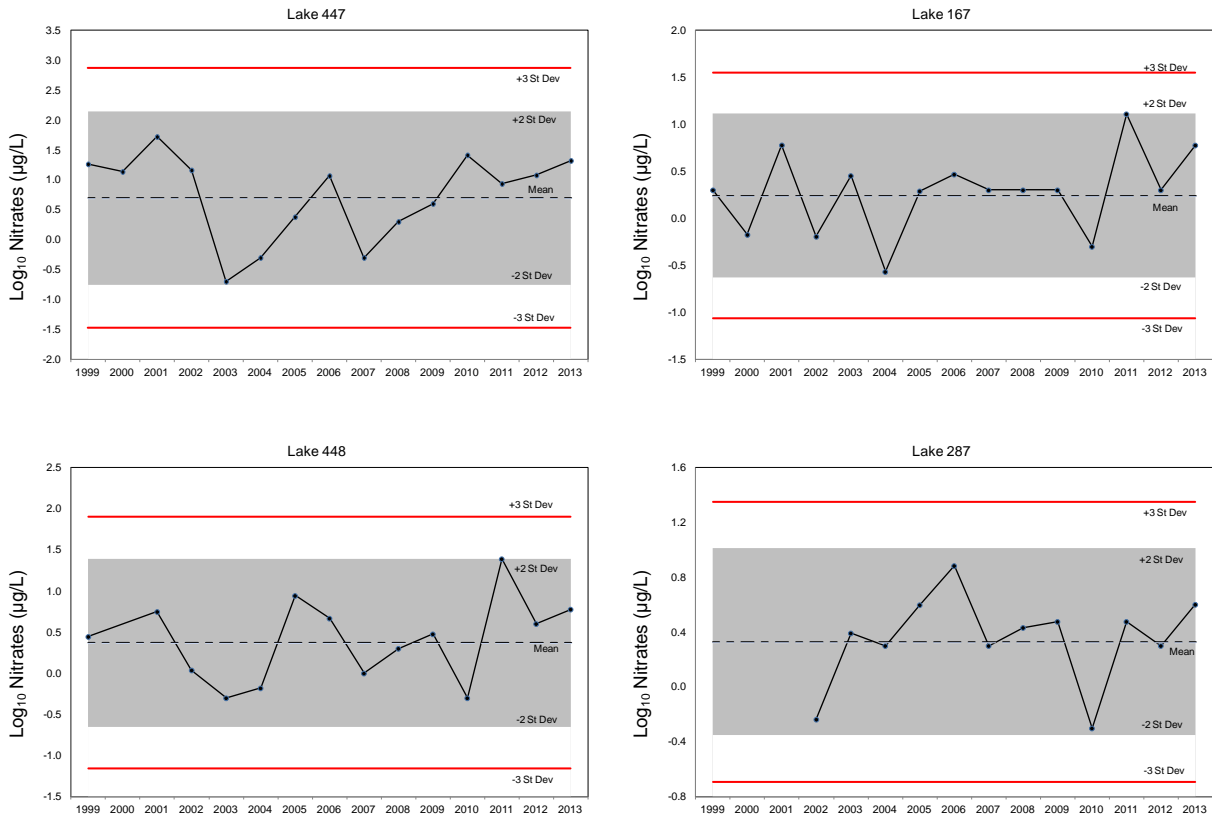 Lake 447
Log₁₀ Nitrates (µg/L)
3.5
3.0
2.5
2.0
1.5
1.0
0.5
0.0
-0.5
-1.0
-1.5
-2.0
+3 St Dev
+2 St Dev
Mean
-2 St Dev
-3 St Dev
1999 2000 2001 2002 2003 2004 2005 2006 2007 2008 2009 2010 2011 2012 2013
Lake 167
Log₁₀ Nitrates (µg/L)
2.0
1.5
1.0
0.5
0.0
-0.5
-1.0
-1.5
+3 St Dev
+2 St Dev
Mean
-2 St Dev
-3 St Dev
1999 2000 2001 2002 2003 2004 2005 2006 2007 2008 2009 2010 2011 2012 2013
Lake 448
Log₁₀ Nitrates (µg/L)
2.5
2.0
1.5
1.0
0.5
0.0
-0.5
-1.0
-1.5
+3 St Dev
+2 St Dev
Mean
-2 St Dev
-3 St Dev
1999 2000 2001 2002 2003 2004 2005 2006 2007 2008 2009 2010 2011 2012 2013
Lake 287
Log₁₀ Nitrates (µg/L)
1.6
1.2
0.8
0.4
0.0
-0.4
-0.8
+3 St Dev
+2 St Dev
Mean
-2 St Dev
-3 St Dev
1999 2000 2001 2002 2003 2004 2005 2006 2007 2008 2009 2010 2011 2012 2013